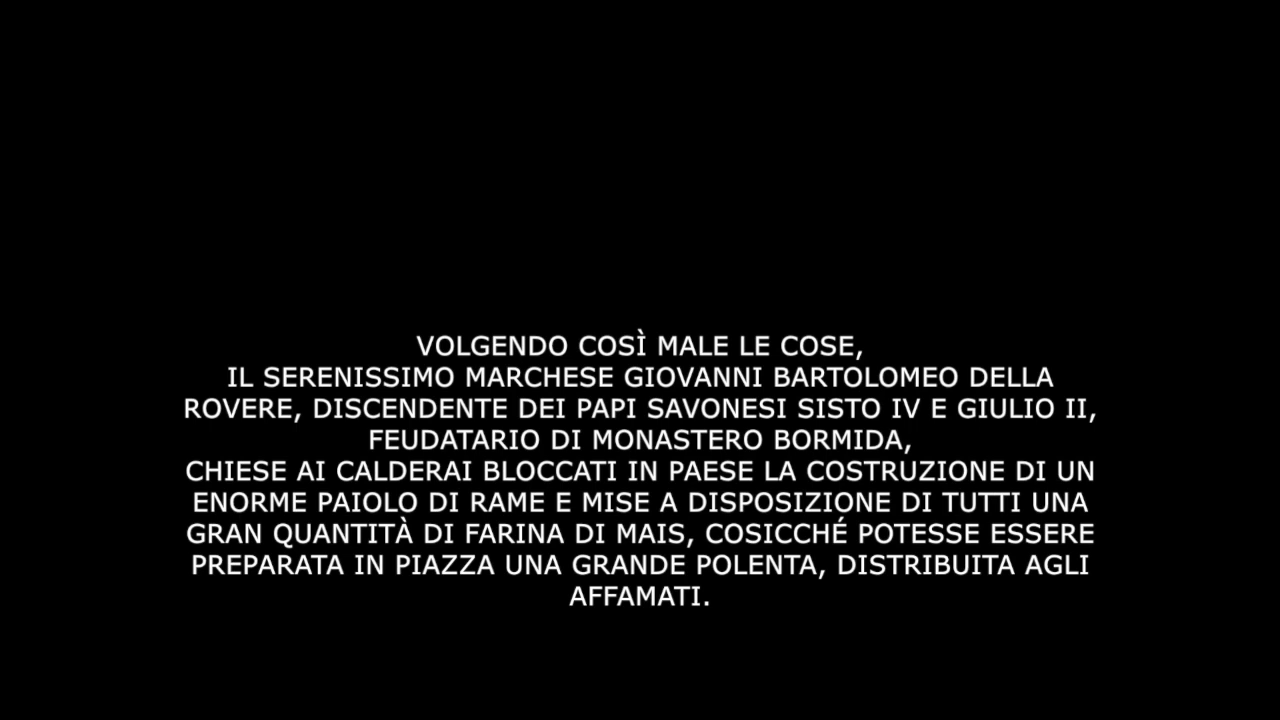 VOLGENDO COSÌ MALE LE COSE,
IL SERENISSIMO MARCHESE GIOVANNI BARTOLOMEO DELLA
ROVERE, DISCENDENTE DEI PAPI SAVONESI SISTO IV E GIULIO II,
FEUDATARIO DI MONASTERO BORMIDA,
CHIESE AI CALDERAI BLOCCATI IN PAESE LA COSTRUZIONE DI UN
ENORME PAIOLO DI RAME E MISE A DISPOSIZIONE DI TUTTI UNA
GRAN QUANTITÀ DI FARINA DI MAIS, COSICCHÉ POTESSE ESSERE
PREPARATA IN PIAZZA UNA GRANDE POLENTA, DISTRIBUITA AGLI
AFFAMATI.